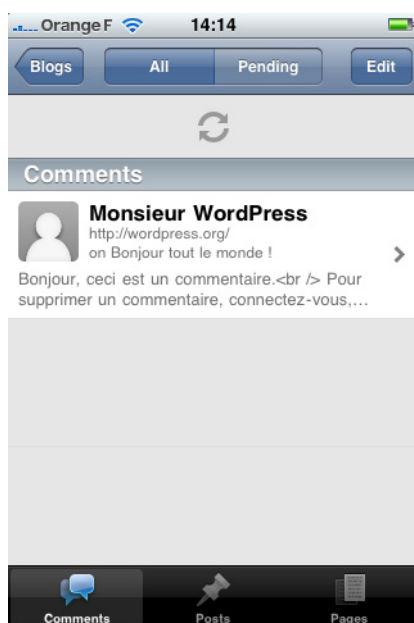 Orange F 14:14
Blogs All Pending Edit
Comments
Monsieur WordPress
http://wordpress.org/
on Bonjour tout le monde !
Bonjour, ceci est un commentaire.<br /> Pour
supprimer un commentaire, connectez-vous,...
Comments Posts Pages